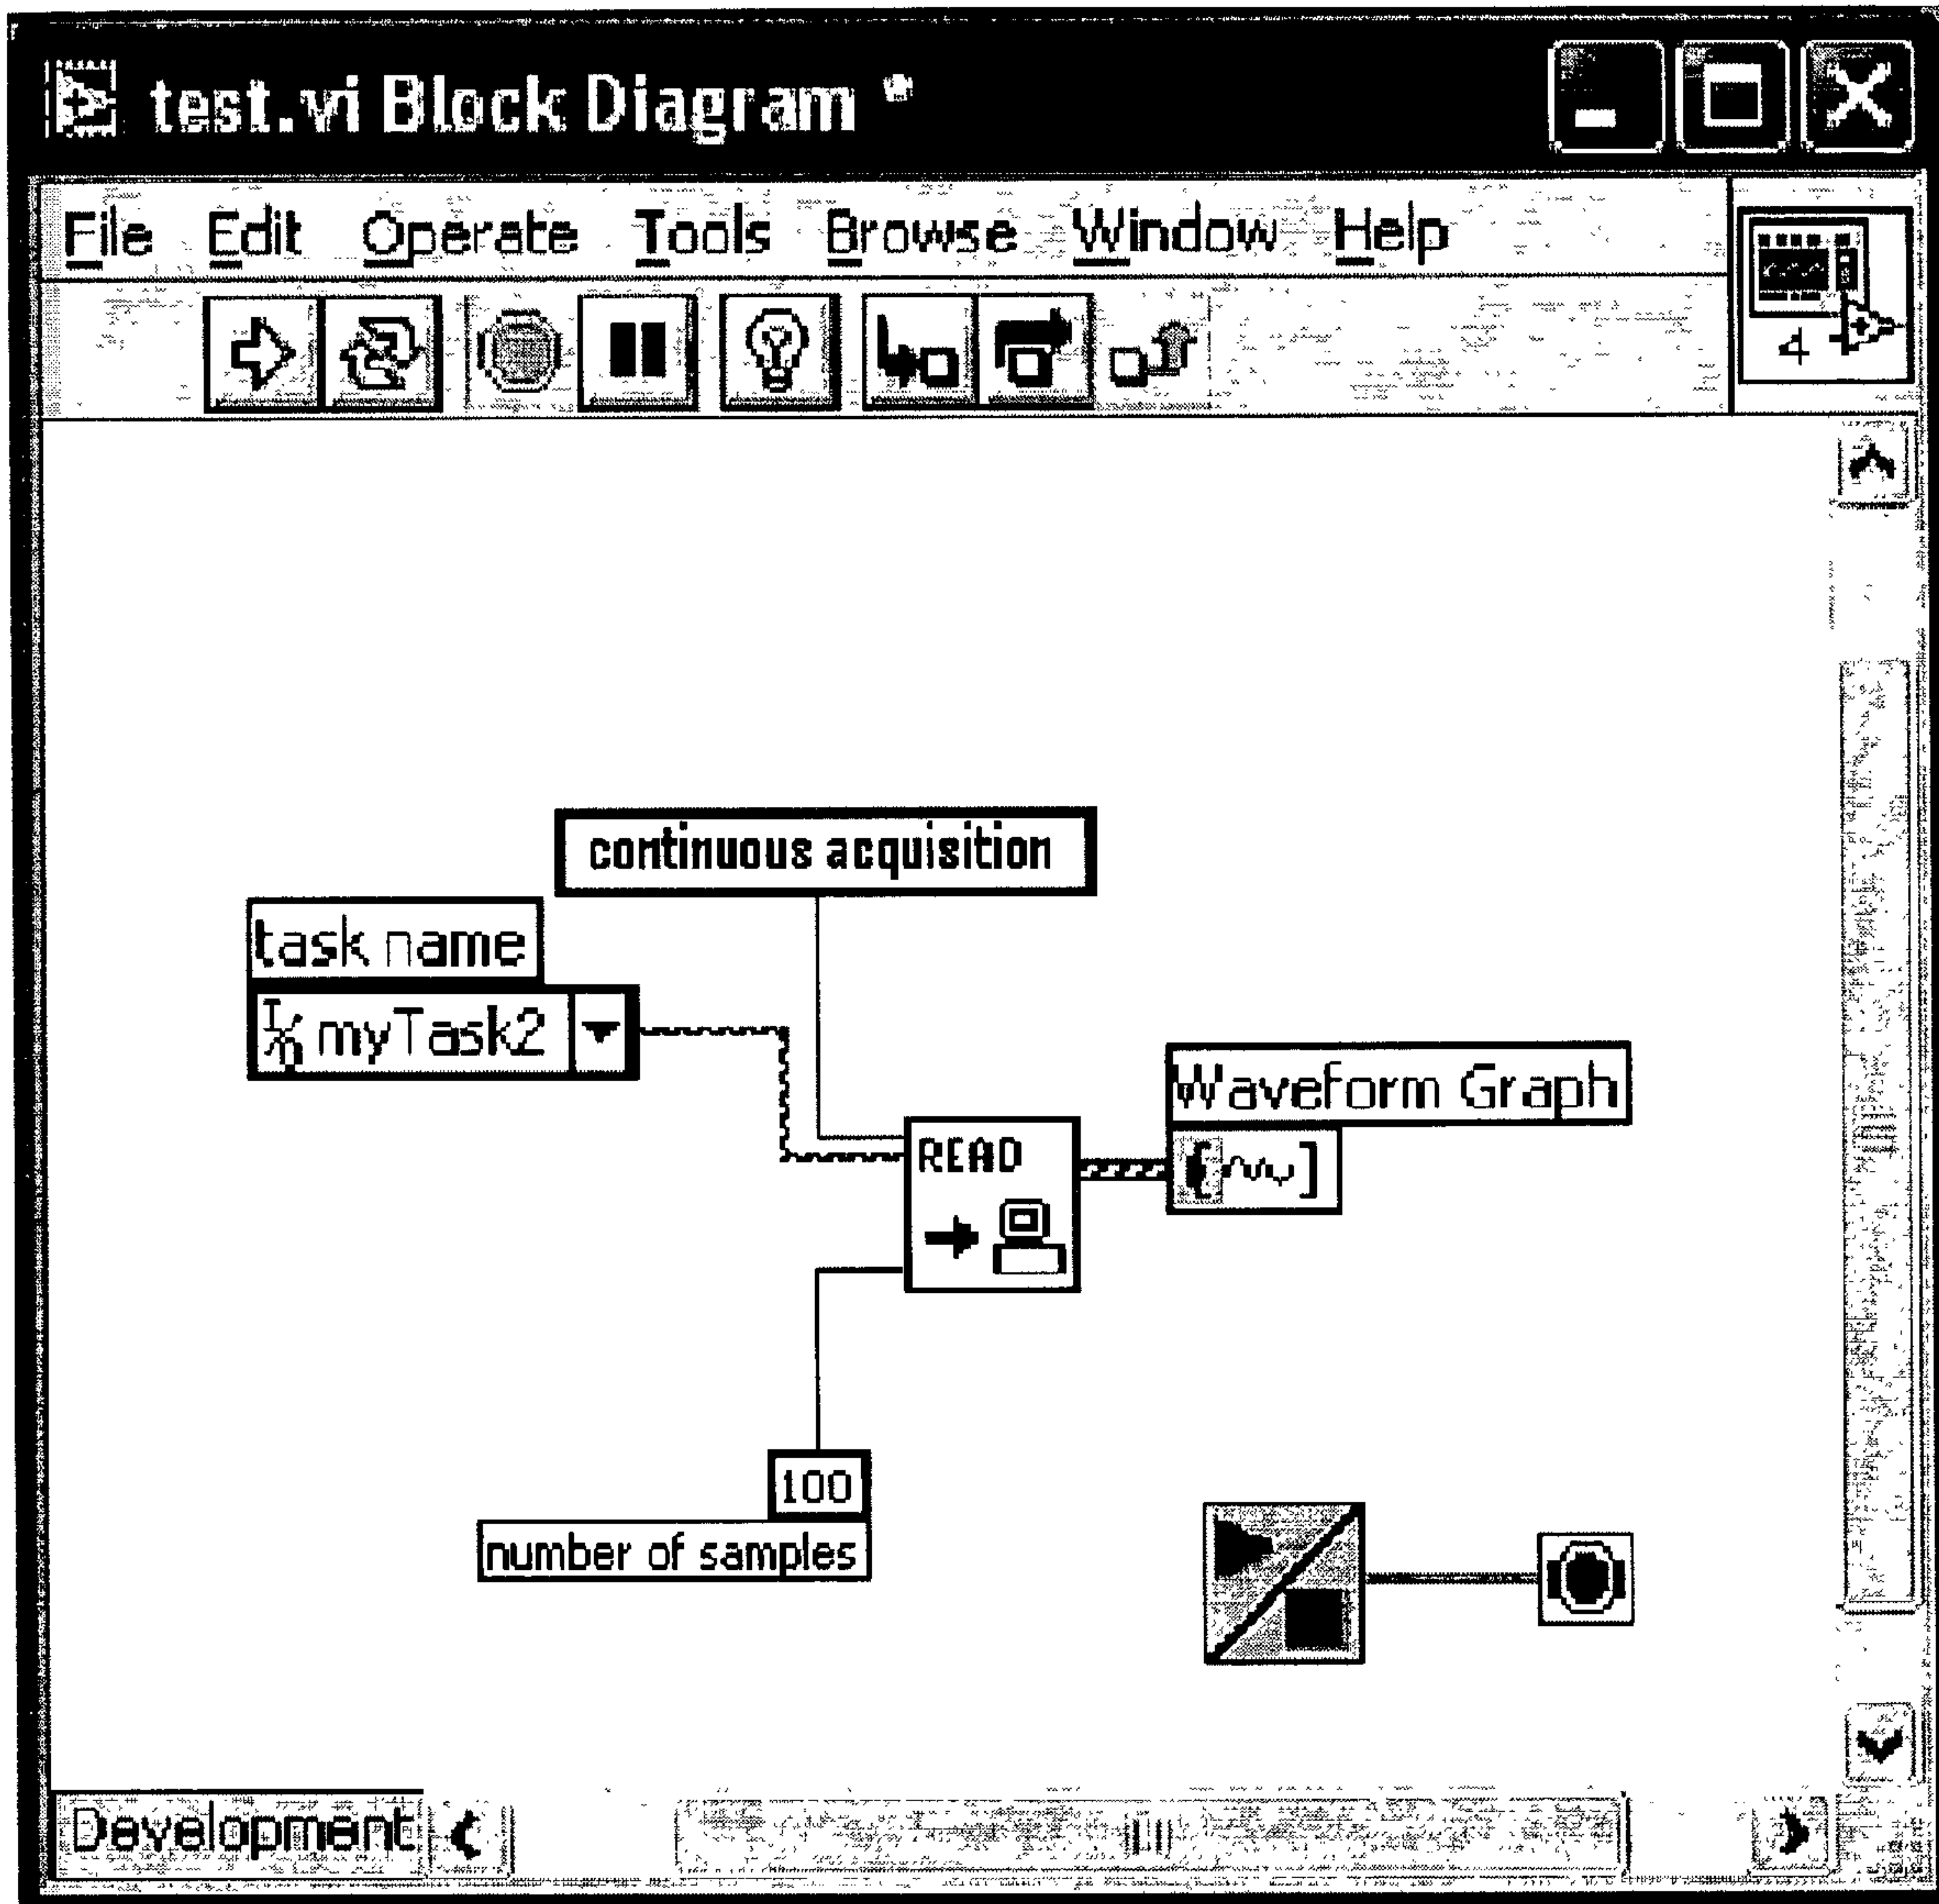 test.vi Block Diagram *
File Edit Operate Tools Browse Window Help
4
continuous acquisition
task name
myTask2
Waveform Graph
READ
100
number of samples
Development